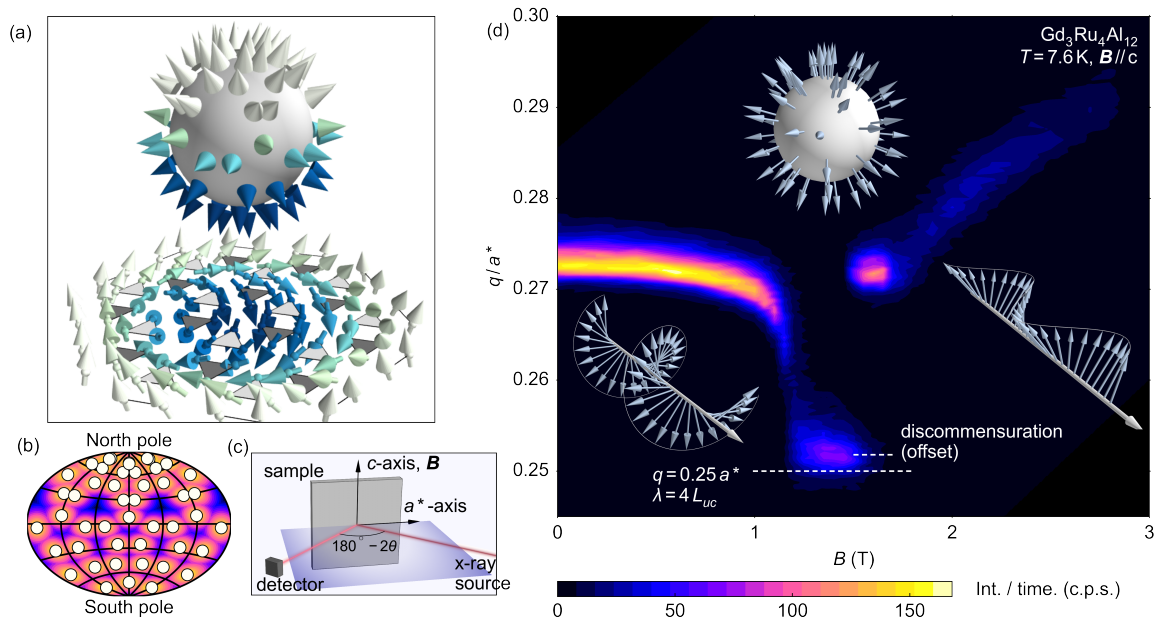 (a)
(b)
North pole
South pole
(c)
sample
c-axis, B
a*-axis
180° − 2θ
detector
x-ray
source
(d)
Gd₃Ru₄Al₁₂
T = 7.6 K, B // c
q/a*
0.30
0.29
0.28
0.27
0.26
0.25
discommensuration
(offset)
q = 0.25 a*
λ = 4 L_uc
0
1
2
3
B (T)
0
50
100
150
Int. / time. (c.p.s.)